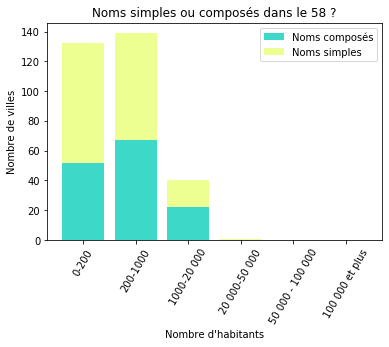 Noms simples ou composés dans le 58 ?
Noms composés
Noms simples
Nombre de villes
140
120
100
80
60
40
20
0
0-200
200-1000
1000-20 000
20 000-50 000
50 000 - 100 000
100 000 et plus
Nombre d'habitants